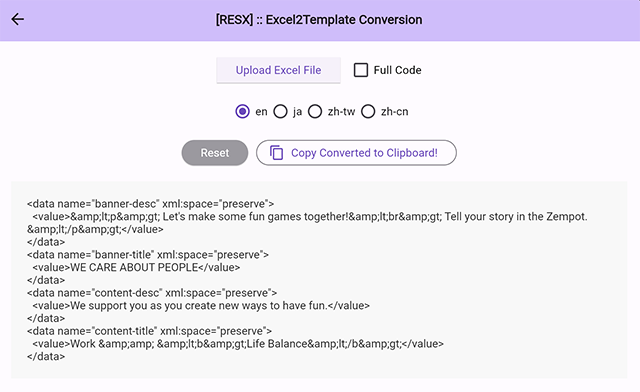 [RESX] :: Excel2Template Conversion
Upload Excel File Full Code
en ja zh-tw zh-cn
Reset Copy Converted to Clipboard!
<data name="banner-desc" xml:space="preserve">
<value>&amp;lt;p&amp;gt; Let's make some fun games together!&amp;lt;br&amp;gt; Tell your story in the Zempot.
&amp;lt;/p&amp;gt;</value>
</data>
<data name="banner-title" xml:space="preserve">
<value>WE CARE ABOUT PEOPLE</value>
</data>
<data name="content-desc" xml:space="preserve">
<value>We support you as you create new ways to have fun.</value>
</data>
<data name="content-title" xml:space="preserve">
<value>Work &amp;amp; &amp;lt;b&amp;gt;Life Balance&amp;lt;/b&amp;gt;</value>
</data>